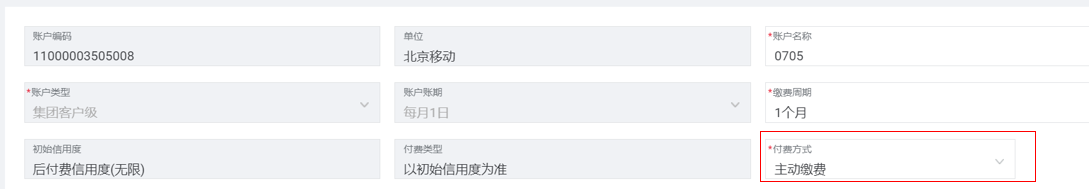 账户编码
11000003505008
单位
北京移动
*账户名称
0705
*账户类型
集团客户级
账户账期
每月1日
*缴费周期
1个月
初始信用度
后付费信用度(无限)
付费类型
以初始信用度为准
*付费方式
主动缴费